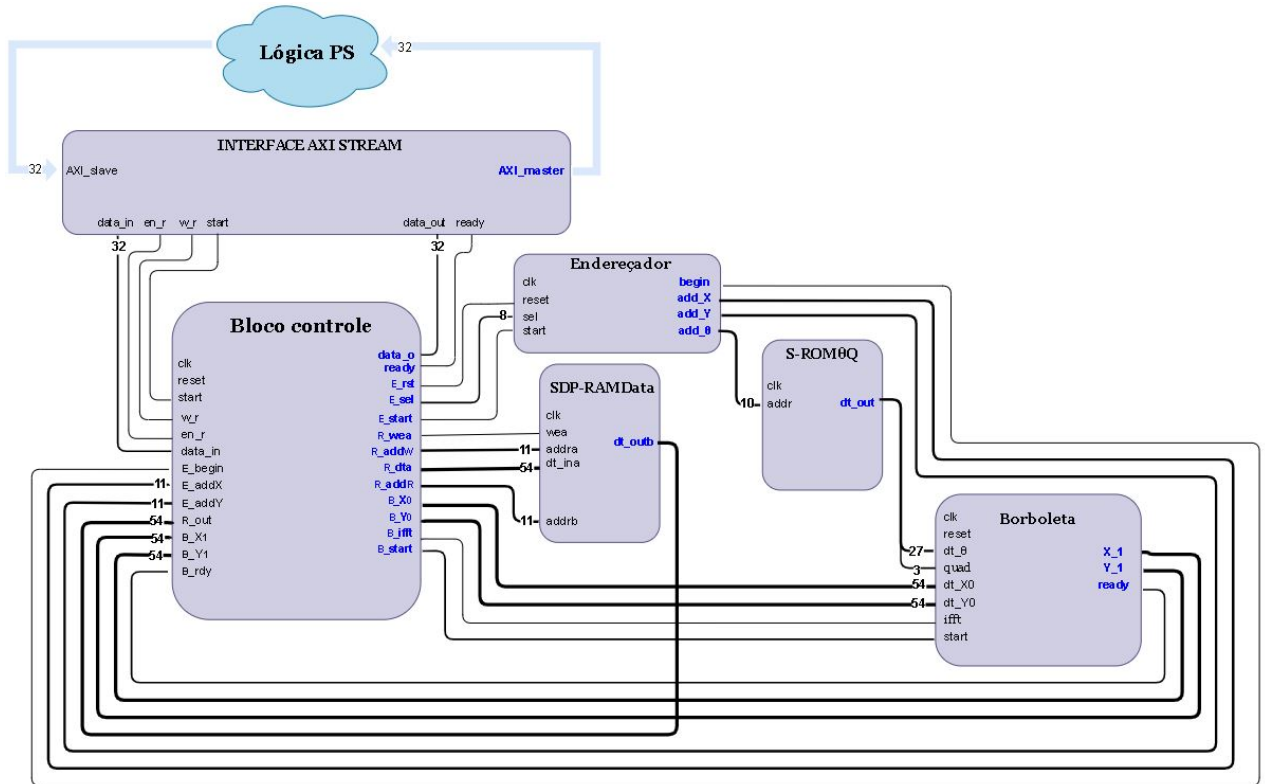 Lógica PS
32
INTERFACE AXI STREAM
32
AXI_slave
AXI_master
data_in en_r w_r start
data_out ready
32
32
Endereçador
clk
reset
8 sel
start
begin
add_X
add_Y
add_θ
Bloco controle
clk
reset
start
w_r
en_r
data_in
E_begin
11 E_addX
11 E_addY
54 R_out
54 B_X1
54 B_Y1
B_rdy
data_o
ready
E_rst
E_sel
E_start
R_wea
R_addW
R_dta
R_addR
B_X0
B_Y0
B_ifft
B_start
SDP-RAMData
clk
wea
11 addra
54 dt_ina
11 addrb
dt_outb
S-ROMθQ
clk
10 addr
dt_out
Borboleta
clk
reset
27 dt_θ
3 quad
54 dt_X0
54 dt_Y0
ifft
start
X_1
Y_1
ready